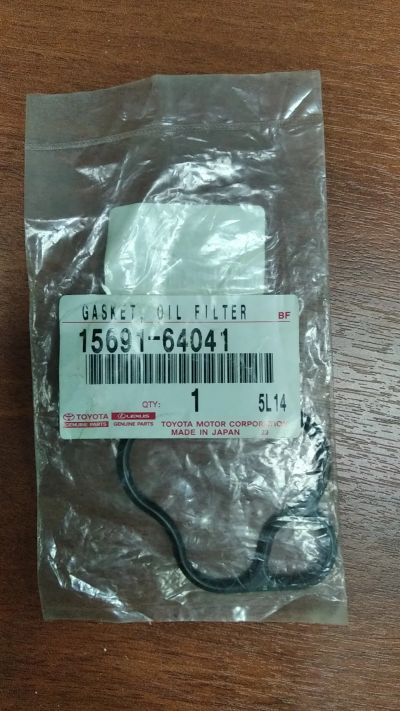 GASKET, OIL FILTER BF
15691-64041
QTY: 1 5L14
TOYOTA LEXUS
GENUINE PARTS GENUINE PARTS
TOYOTA MOTOR CORPORATION
MADE IN JAPAN 23